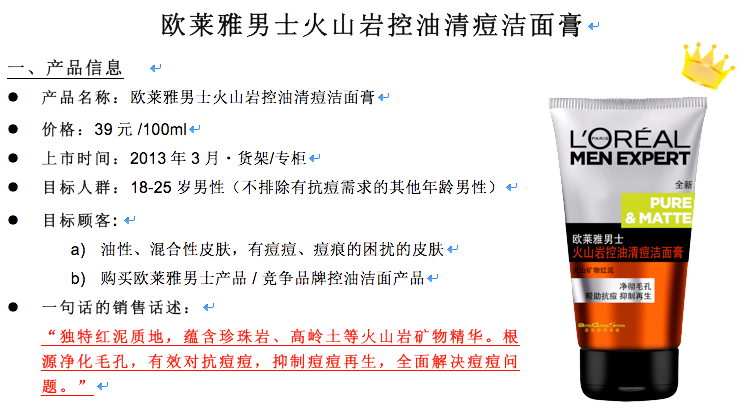 欧莱雅男士火山岩控油清痘洁面膏
一、产品信息
● 产品名称：欧莱雅男士火山岩控油清痘洁面膏
● 价格：39 元 /100ml
● 上市时间：2013 年 3 月·货架/专柜
● 目标人群：18-25 岁男性（不排除有抗痘需求的其他年龄男性）
● 目标顾客:
a) 油性、混合性皮肤，有痘痘、痘痕的困扰的皮肤
b) 购买欧莱雅男士产品 / 竞争品牌控油洁面产品
● 一句话的销售话述：
“独特红泥质地，蕴含珍珠岩、高岭土等火山岩矿物精华。根
源净化毛孔，有效对抗痘痘，抑制痘痘再生，全面解决痘痘问
题。”
L'ORÉAL
PARIS
MEN EXPERT
全新
PURE
& MATTE
欧莱雅男士
火山岩控油清痘洁面膏
火山矿物红泥
净彻毛孔
帮助抗痘 抑制再生